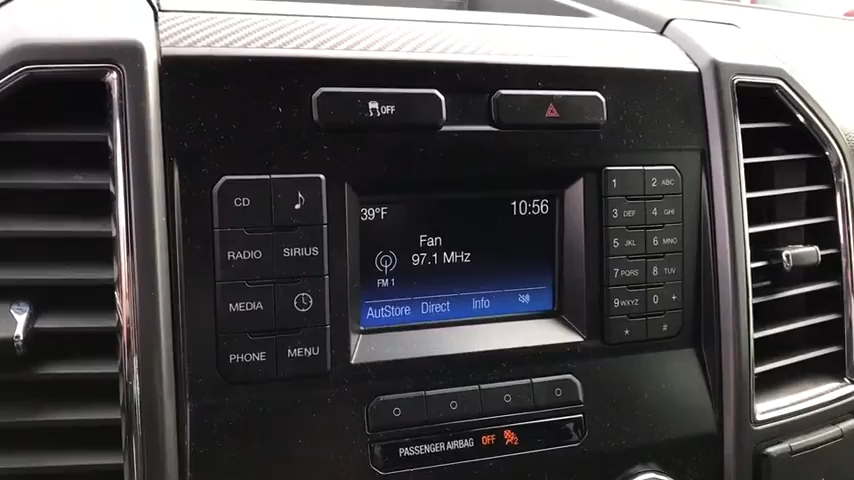 OFF
CD
RADIO SIRIUS
MEDIA
PHONE MENU
39°F 10:56
Fan
97.1 MHz
FM 1
AutStore Direct Info
1 2 ABC
3 DEF 4 GHI
5 JKL 6 MNO
7 PQRS 8 TUV
9 WXYZ 0 +
* #
PASSENGER AIRBAG OFF 2